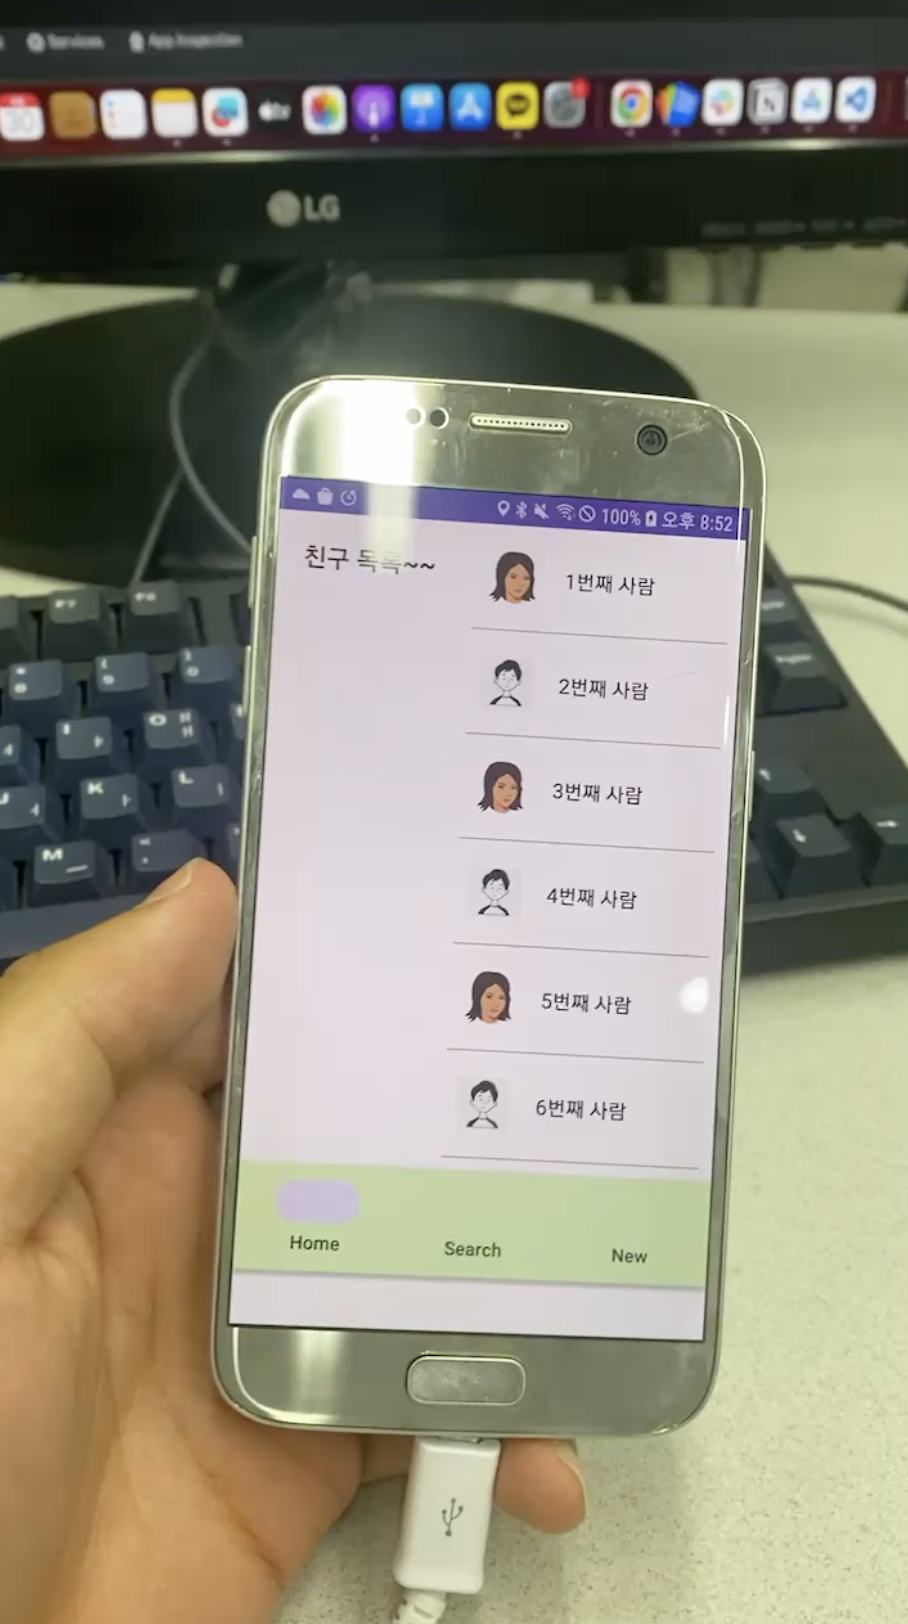 Services
App Inspection
30
LG
100% 오후 8:52
친구 목록~~
1번째 사람
2번째 사람
3번째 사람
4번째 사람
5번째 사람
6번째 사람
Home
Search
New
F7
K
L
M